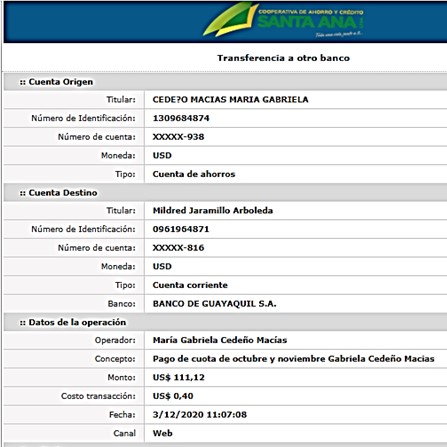 COOPERATIVA DE AHORRO Y CRÉDITO
SANTA ANA
Transferencia a otro banco
:: Cuenta Origen
Titular: CEDE?O MACIAS MARIA GABRIELA
Número de Identificación: 1309684874
Número de cuenta: XXXXX-938
Moneda: USD
Tipo: Cuenta de ahorros
:: Cuenta Destino
Titular: Mildred Jaramillo Arboleda
Número de Identificación: 0961964871
Número de cuenta: XXXXX-816
Moneda: USD
Tipo: Cuenta corriente
Banco: BANCO DE GUAYAQUIL S.A.
:: Datos de la operación
Operador: María Gabriela Cedeño Macías
Concepto: Pago de cuota de octubre y noviembre Gabriela Cedeño Macias
Monto: US$ 111,12
Costo transacción: US$ 0,40
Fecha: 3/12/2020 11:07:08
Canal Web